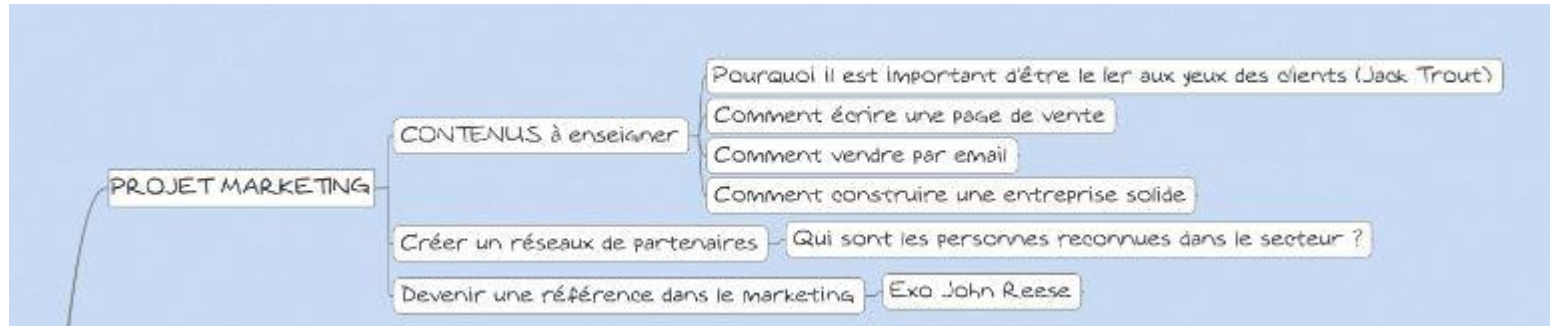 PROJET MARKETING
CONTENUS à enseigner
Pourquoi il est important d'être le 1er aux yeux des clients (Jack Trout)
Comment écrire une page de vente
Comment vendre par email
Comment construire une entreprise solide
Créer un réseaux de partenaires
Qui sont les personnes reconnues dans le secteur ?
Devenir une référence dans le marketing
Exo John Reese